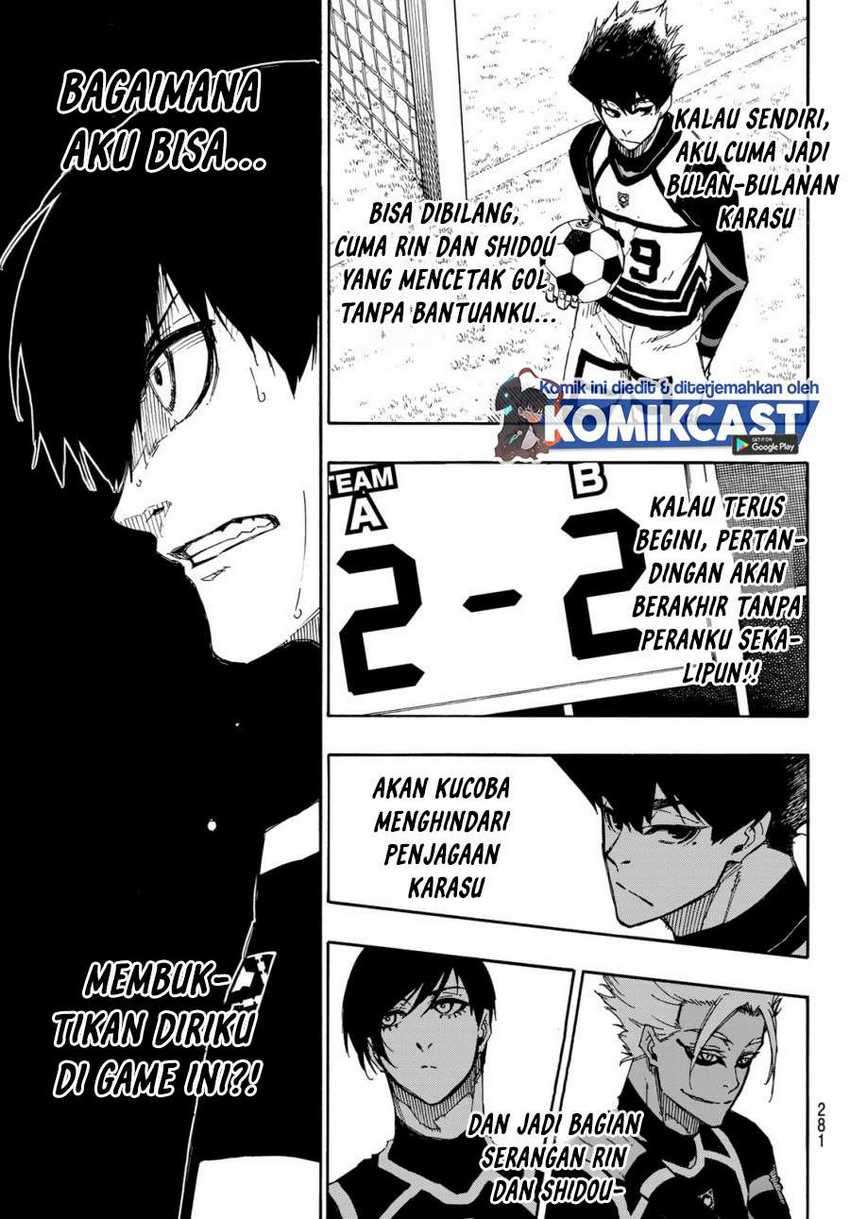 KALAU SENDIRI,
AKU CUMA JADI
BULAN-BULANAN
KARASU
BISA DIBILANG,
CUMA RIN DAN SHIDOU
YANG MENCETAK GOL
TANPA BANTUANKU...
9
Komik ini diedit & diterjemahkan oleh
KOMIKCAST
GET IT ON
Google Play
TEAM
A
B
2 - 2
KALAU TERUS
BEGINI, PERTAN-
DINGAN AKAN
BERAKHIR TANPA
PERANKU SEKA-
LIPUN!!
AKAN KUCOBA
MENGHINDARI
PENJAGAAN
KARASU
DAN JADI BAGIAN
SERANGAN RIN
DAN SHIDOU-
BAGAIMANA
AKU BISA...
MEMBUK-
TIKAN DIRIKU
DI GAME INI?!
281